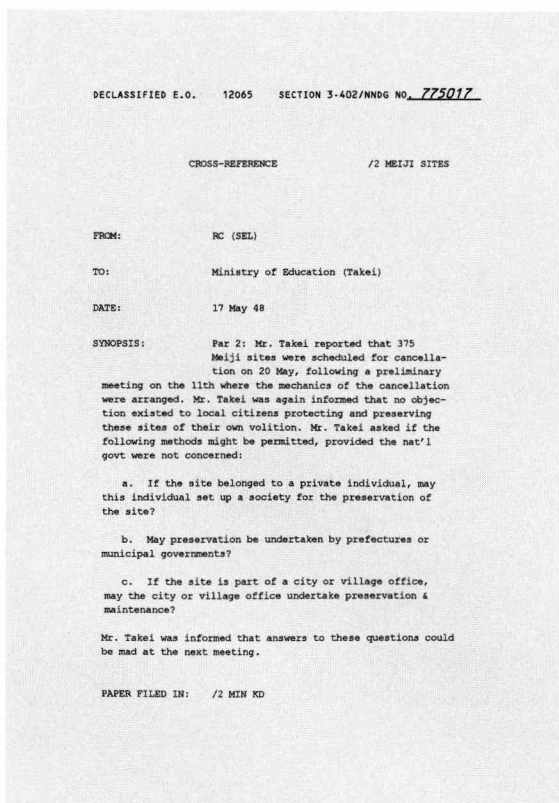 DECLASSIFIED E.O. 12065 SECTION 3-402/NNDG NO. 775017
CROSS-REFERENCE /2 MEIJI SITES
FROM: RC (SEL)
TO: Ministry of Education (Takei)
DATE: 17 May 48
SYNOPSIS: Par 2: Mr. Takei reported that 375
Meiji sites were scheduled for cancella-
tion on 20 May, following a preliminary
meeting on the 11th where the mechanics of the cancellation
were arranged. Mr. Takei was again informed that no objec-
tion existed to local citizens protecting and preserving
these sites of their own volition. Mr. Takei asked if the
following methods might be permitted, provided the nat'l
govt were not concerned:
a. If the site belonged to a private individual, may
this individual set up a society for the preservation of
the site?
b. May preservation be undertaken by prefectures or
municipal governments?
c. If the site is part of a city or village office,
may the city or village office undertake preservation &
maintenance?
Mr. Takei was informed that answers to these questions could
be mad at the next meeting.
PAPER FILED IN: /2 MIN KD